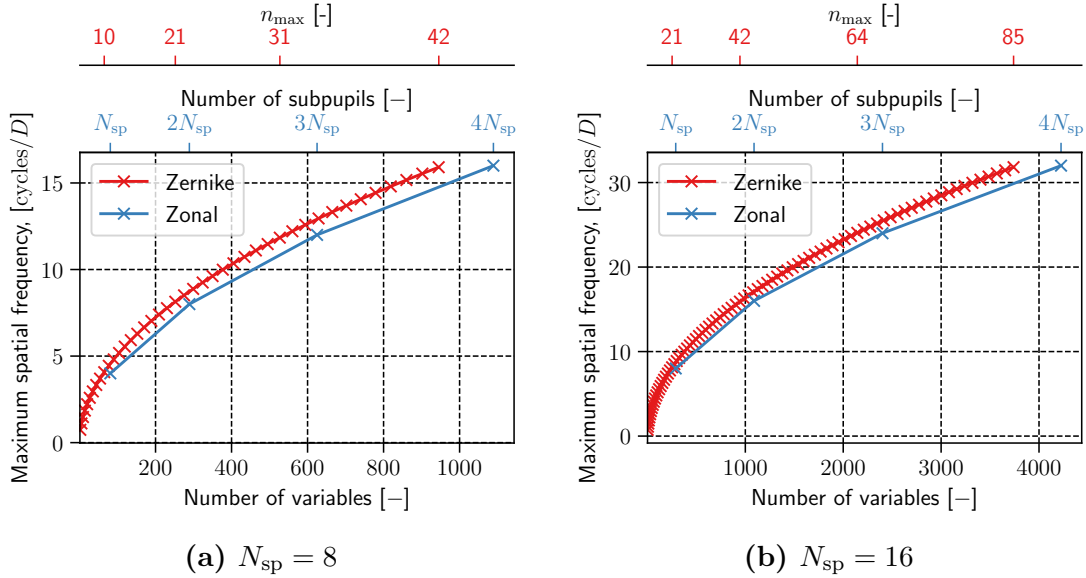 n_max [-]
10 21 31 42
Number of subpupils [−]
N_sp 2N_sp 3N_sp 4N_sp
Maximum spatial frequency, [cycles/D]
15
10
5
0
Zernike
Zonal
200 400 600 800 1000
Number of variables [−]
(a) N_sp = 8
n_max [-]
21 42 64 85
Number of subpupils [−]
N_sp 2N_sp 3N_sp 4N_sp
Maximum spatial frequency, [cycles/D]
30
20
10
0
Zernike
Zonal
1000 2000 3000 4000
Number of variables [−]
(b) N_sp = 16